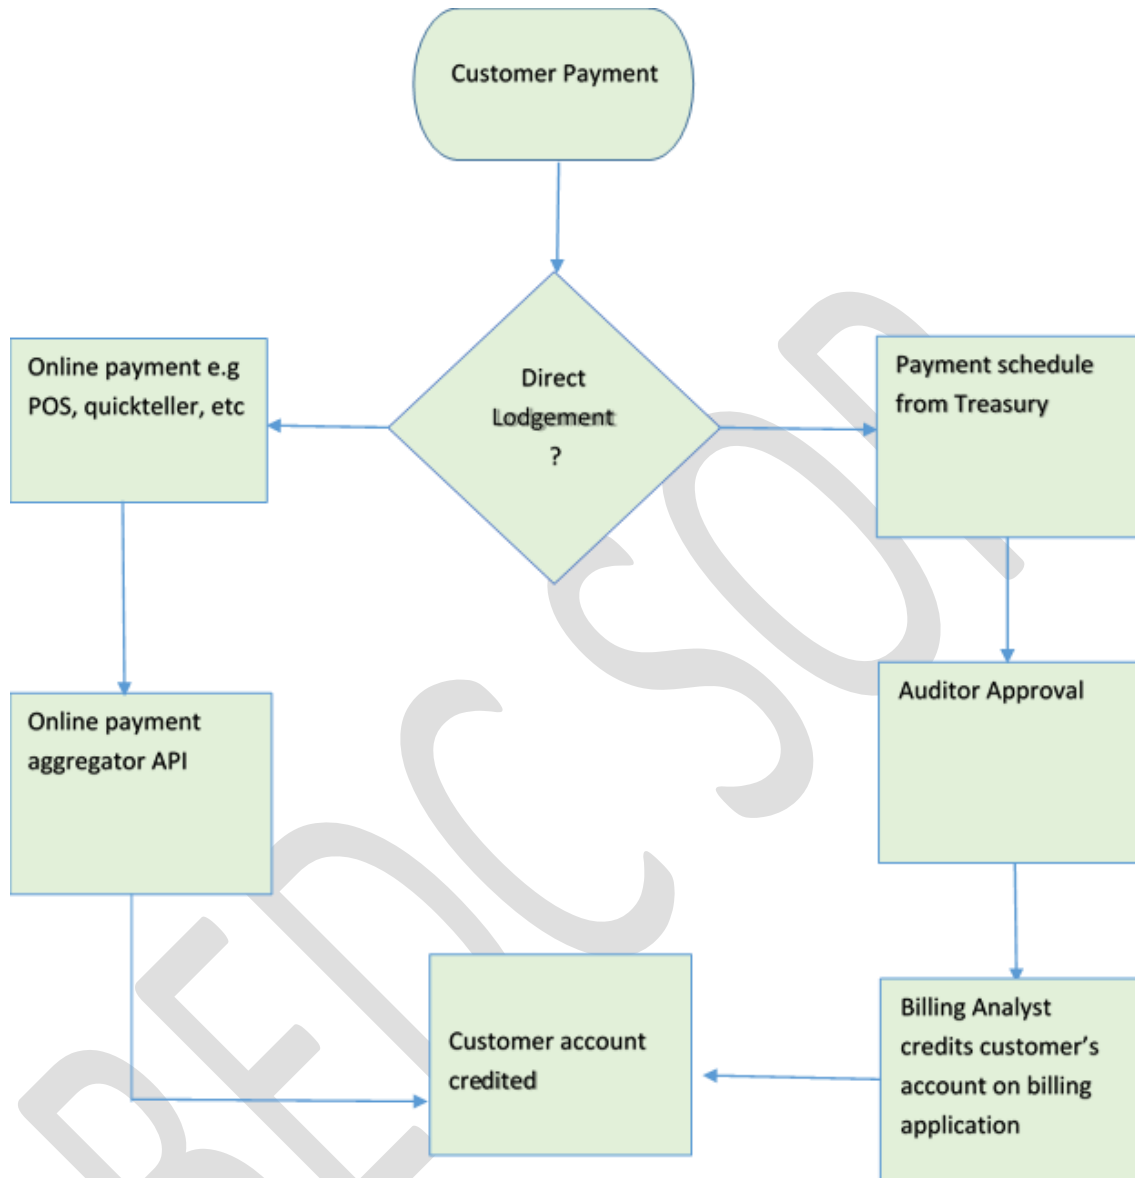 Customer Payment
Direct
Lodgement
?
Online payment e.g
POS, quickteller, etc
Payment schedule
from Treasury
Online payment
aggregator API
Auditor Approval
Customer account
credited
Billing Analyst
credits customer's
account on billing
application
BEDC SOP